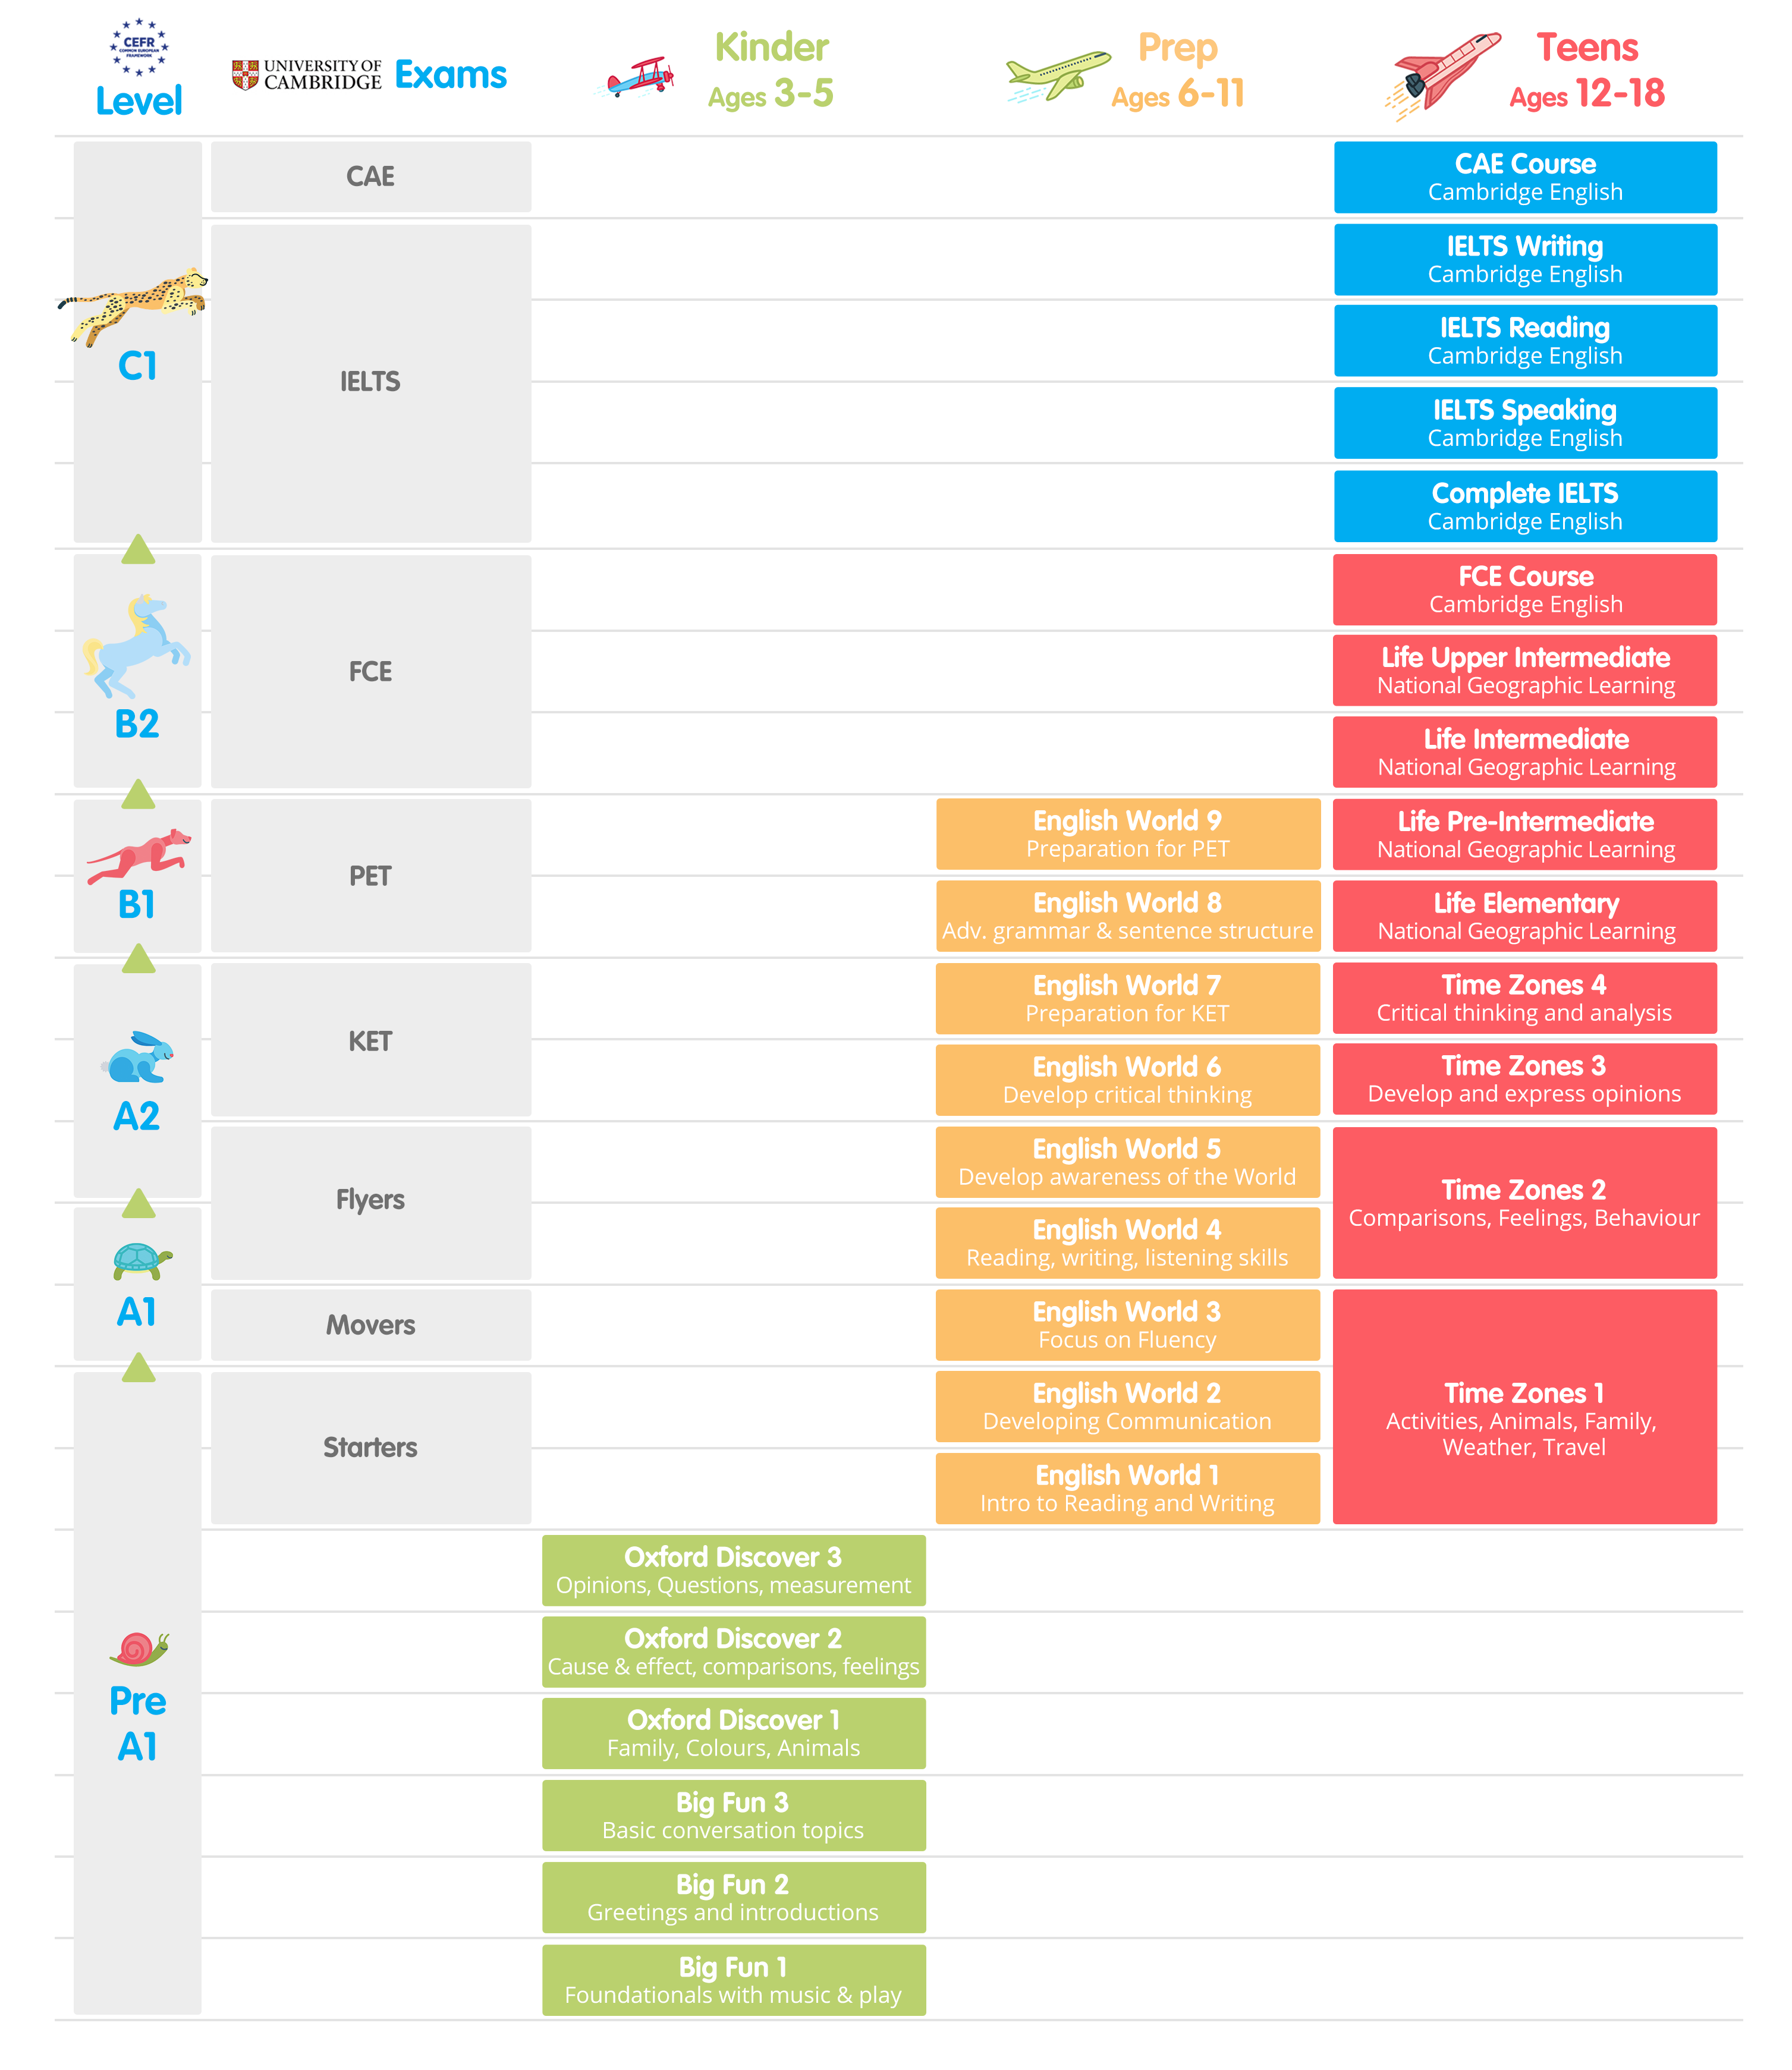 CEFR
COMMON EUROPEAN
FRAMEWORK
Level
UNIVERSITY OF
CAMBRIDGE
Exams
Kinder
Ages 3-5
Prep
Ages 6-11
Teens
Ages 12-18
CAE
CAE Course
Cambridge English
C1
IELTS
IELTS Writing
Cambridge English
IELTS Reading
Cambridge English
IELTS Speaking
Cambridge English
Complete IELTS
Cambridge English
B2
FCE
FCE Course
Cambridge English
Life Upper Intermediate
National Geographic Learning
Life Intermediate
National Geographic Learning
B1
PET
English World 9
Preparation for PET
Life Pre-Intermediate
National Geographic Learning
English World 8
Adv. grammar & sentence structure
Life Elementary
National Geographic Learning
A2
KET
English World 7
Preparation for KET
Time Zones 4
Critical thinking and analysis
English World 6
Develop critical thinking
Time Zones 3
Develop and express opinions
Flyers
English World 5
Develop awareness of the World
Time Zones 2
Comparisons, Feelings, Behaviour
English World 4
Reading, writing, listening skills
A1
Movers
English World 3
Focus on Fluency
Time Zones 1
Activities, Animals, Family,
Weather, Travel
Starters
English World 2
Developing Communication
English World 1
Intro to Reading and Writing
Pre
A1
Oxford Discover 3
Opinions, Questions, measurement
Oxford Discover 2
Cause & effect, comparisons, feelings
Oxford Discover 1
Family, Colours, Animals
Big Fun 3
Basic conversation topics
Big Fun 2
Greetings and introductions
Big Fun 1
Foundationals with music & play